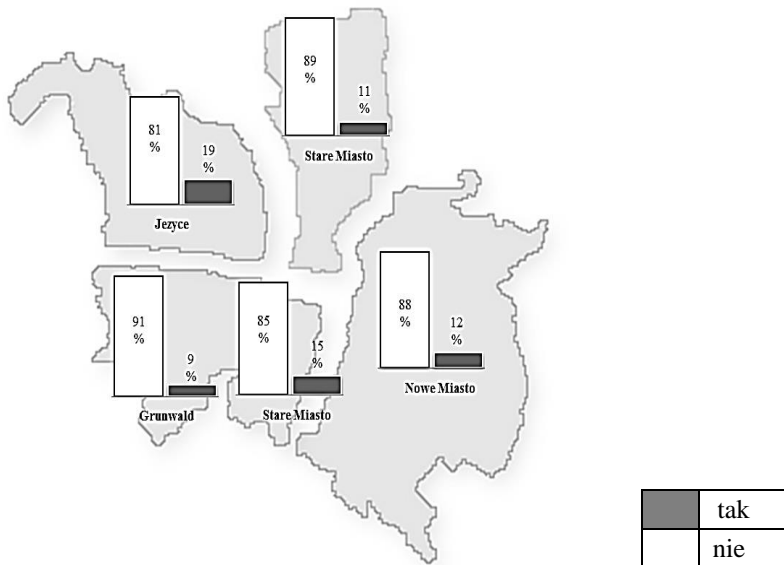 89
%
11
%
Stare Miasto
81
%
19
%
Jezyce
91
%
9
%
Grunwald
85
%
15
%
Stare Miasto
88
%
12
%
Nowe Miasto
tak
nie